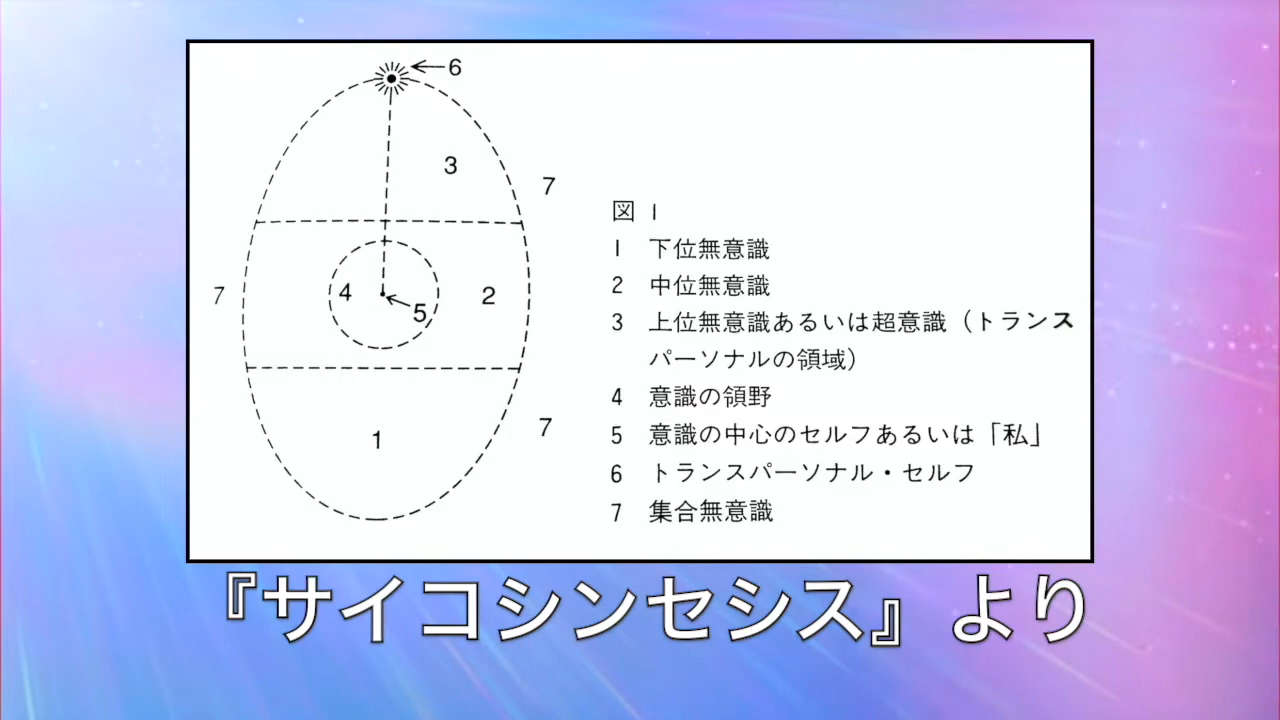 6
3
7
7
4
5
2
1
7
図 1
1 下位無意識
2 中位無意識
3 上位無意識あるいは超意識（トランス
パーソナルの領域）
4 意識の領野
5 意識の中心のセルフあるいは「私」
6 トランスパーソナル・セルフ
7 集合無意識
『サイコシンセシス』より